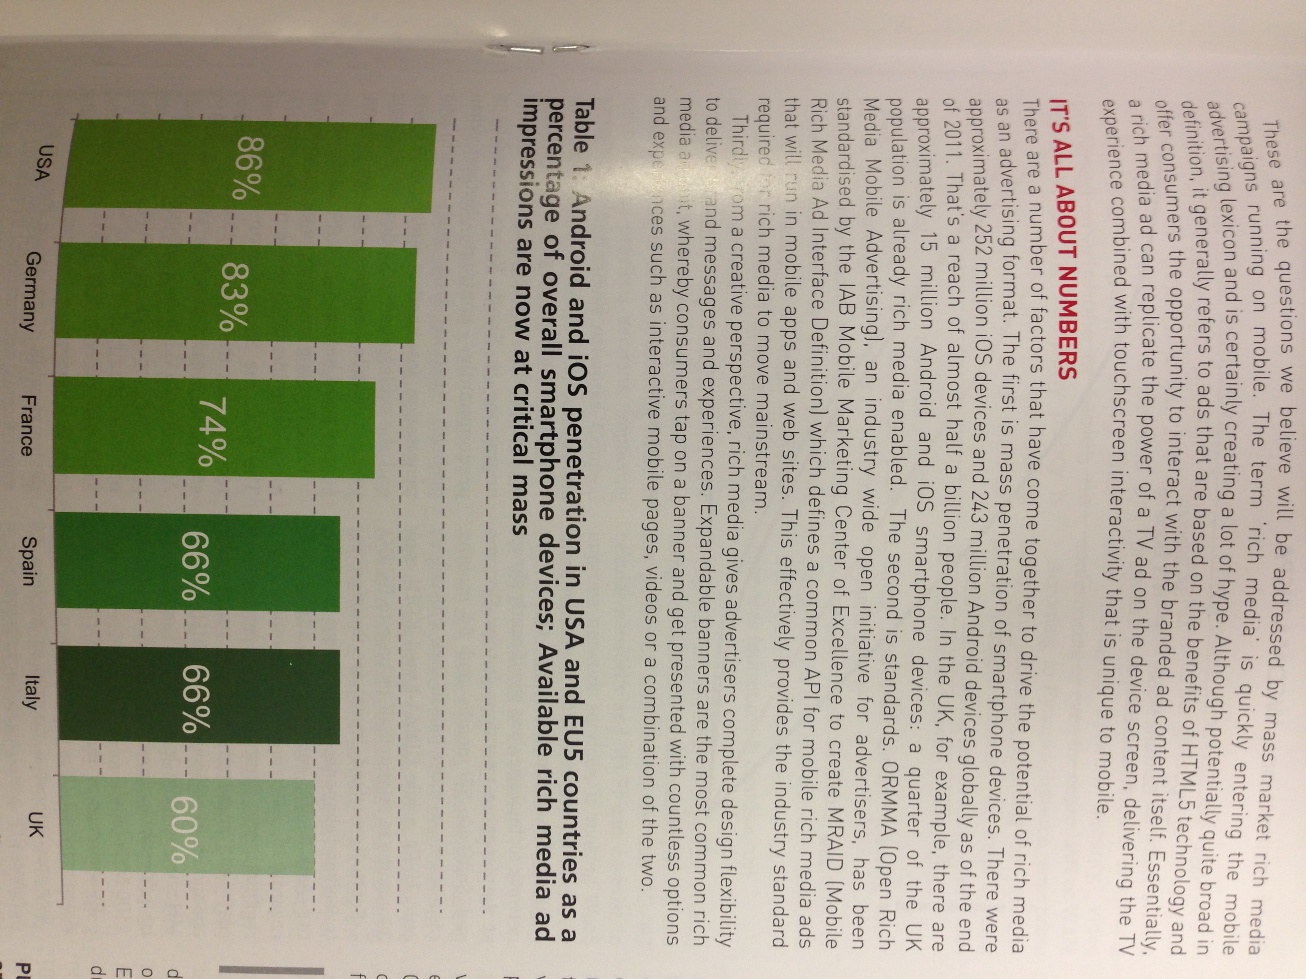 These are the questions we believe will be addressed by mass market rich media
campaigns running on mobile. The term 'rich media' is quickly entering the mobile
advertising lexicon and is certainly creating a lot of hype. Although potentially quite broad in
definition, it generally refers to ads that are based on the benefits of HTML5 technology and
offer consumers the opportunity to interact with the branded ad content itself. Essentially,
a rich media ad can replicate the power of a TV ad on the device screen, delivering the TV
experience combined with touchscreen interactivity that is unique to mobile.
IT'S ALL ABOUT NUMBERS
There are a number of factors that have come together to drive the potential of rich media
as an advertising format. The first is mass penetration of smartphone devices. There were
approximately 252 million iOS devices and 243 million Android devices globally as of the end
of 2011. That's a reach of almost half a billion people. In the UK, for example, there are
approximately 15 million Android and iOS smartphone devices: a quarter of the UK
population is already rich media enabled. The second is standards. ORMMA (Open Rich
Media Mobile Advertising), an industry wide open initiative for advertisers, has been
standardised by the IAB Mobile Marketing Center of Excellence to create MRAID (Mobile
Rich Media Ad Interface Definition) which defines a common API for mobile rich media ads
that will run in mobile apps and web sites. This effectively provides the industry standard
required for rich media to move mainstream.
Thirdly, from a creative perspective, rich media gives advertisers complete design flexibility
to deliver and messages and experiences. Expandable banners are the most common rich
media, whereby consumers tap on a banner and get presented with countless options
and experiences such as interactive mobile pages, videos or a combination of the two.
Table 1: Android and iOS penetration in USA and EU5 countries as a
percentage of overall smartphone devices; Available rich media ad
impressions are now at critical mass
86% 83% 74% 66% 66% 60%
USA Germany France Spain Italy UK